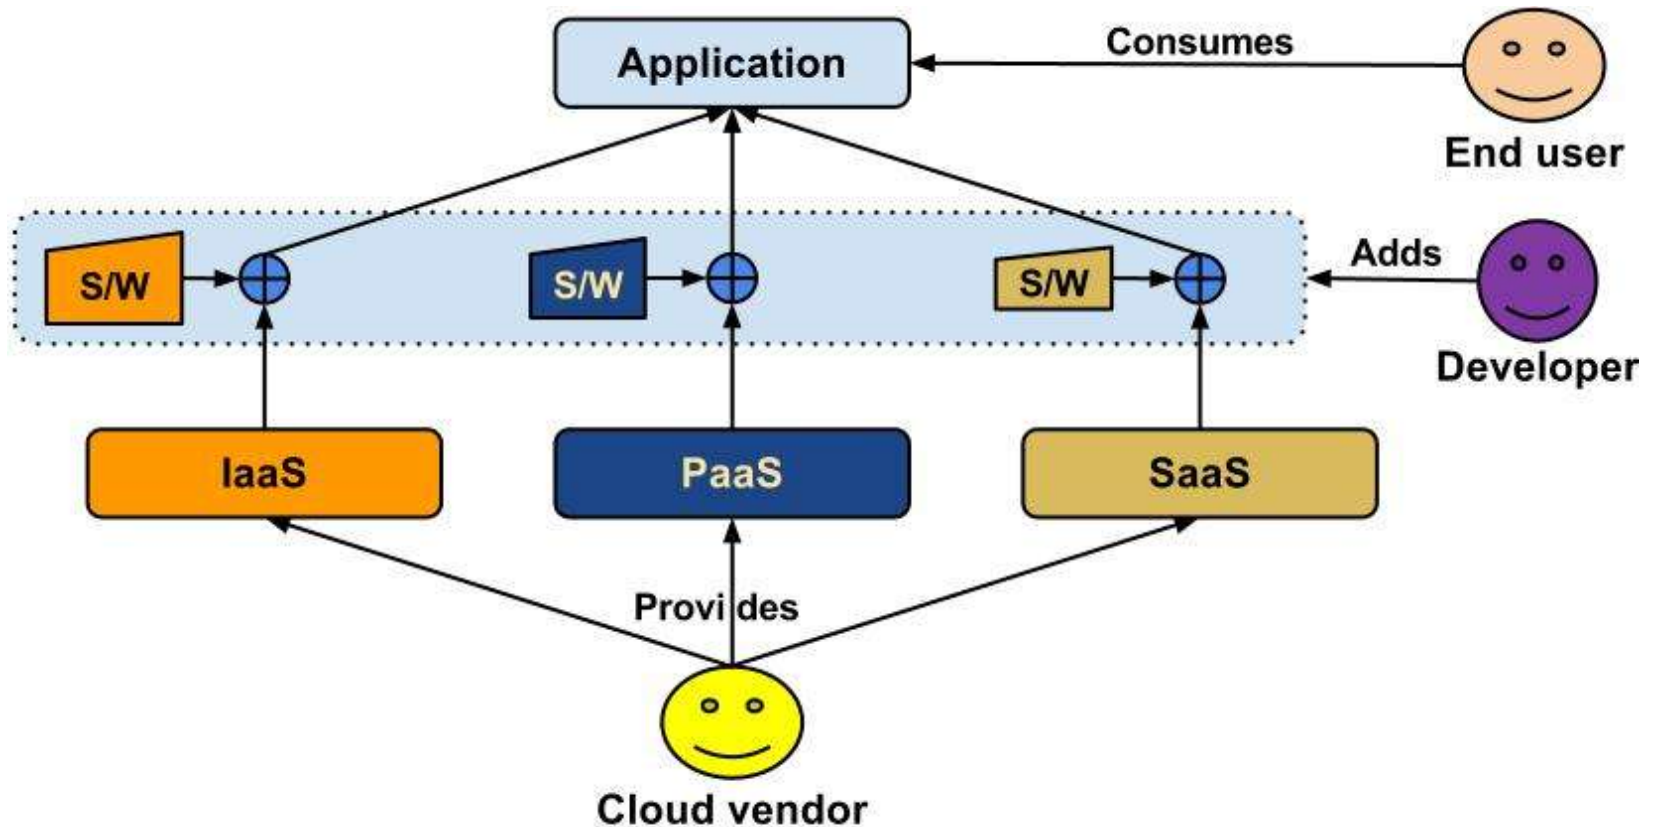 Application
Consumes
End user
S/W
S/W
S/W
Adds
Developer
IaaS
PaaS
SaaS
Provides
Cloud vendor